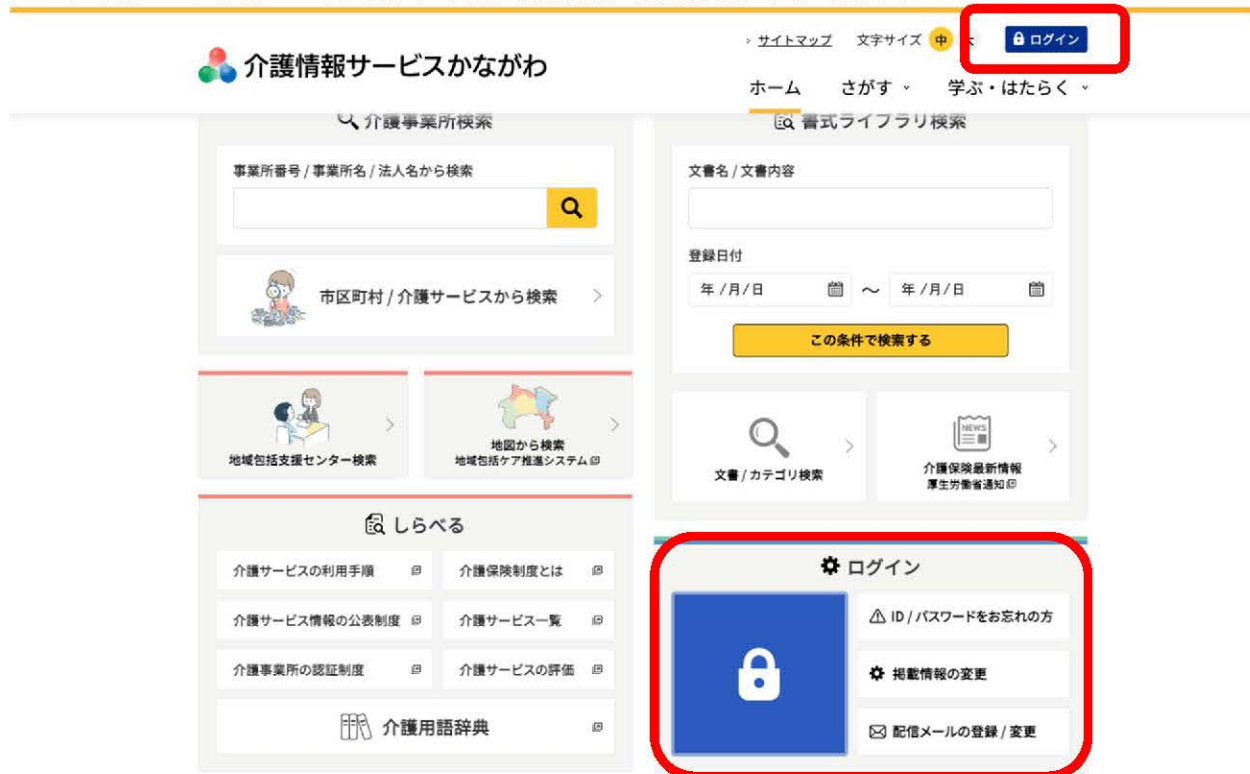 サイトマップ 文字サイズ 中 ログイン
介護情報サービスかながわ
ホーム さがす 学ぶ・はたらく
介護事業所検索
事業所番号 / 事業所名 / 法人名から検索
市区町村 / 介護サービスから検索
地域包括支援センター検索
地図から検索
地域包括ケア推進システム
しらべる
介護サービスの利用手順 介護保険制度とは
介護サービス情報の公表制度 介護サービス一覧
介護事業所の認証制度 介護サービスの評価
介護用語辞典
書式ライブラリ検索
文書名 / 文書内容
登録日付
年 /月/日 ～ 年 /月/日
この条件で検索する
文書 / カテゴリ検索
NEWS
介護保険最新情報
厚生労働省通知
ログイン
ID / パスワードをお忘れの方
掲載情報の変更
配信メールの登録 / 変更